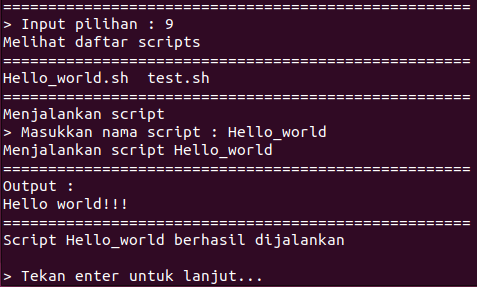 ====================================================
> Input pilihan : 9
Melihat daftar scripts
====================================================
Hello_world.sh  test.sh
====================================================
Menjalankan script
> Masukkan nama script : Hello_world
Menjalankan script Hello_world
====================================================
Output :
Hello world!!!
====================================================
Script Hello_world berhasil dijalankan
> Tekan enter untuk lanjut...